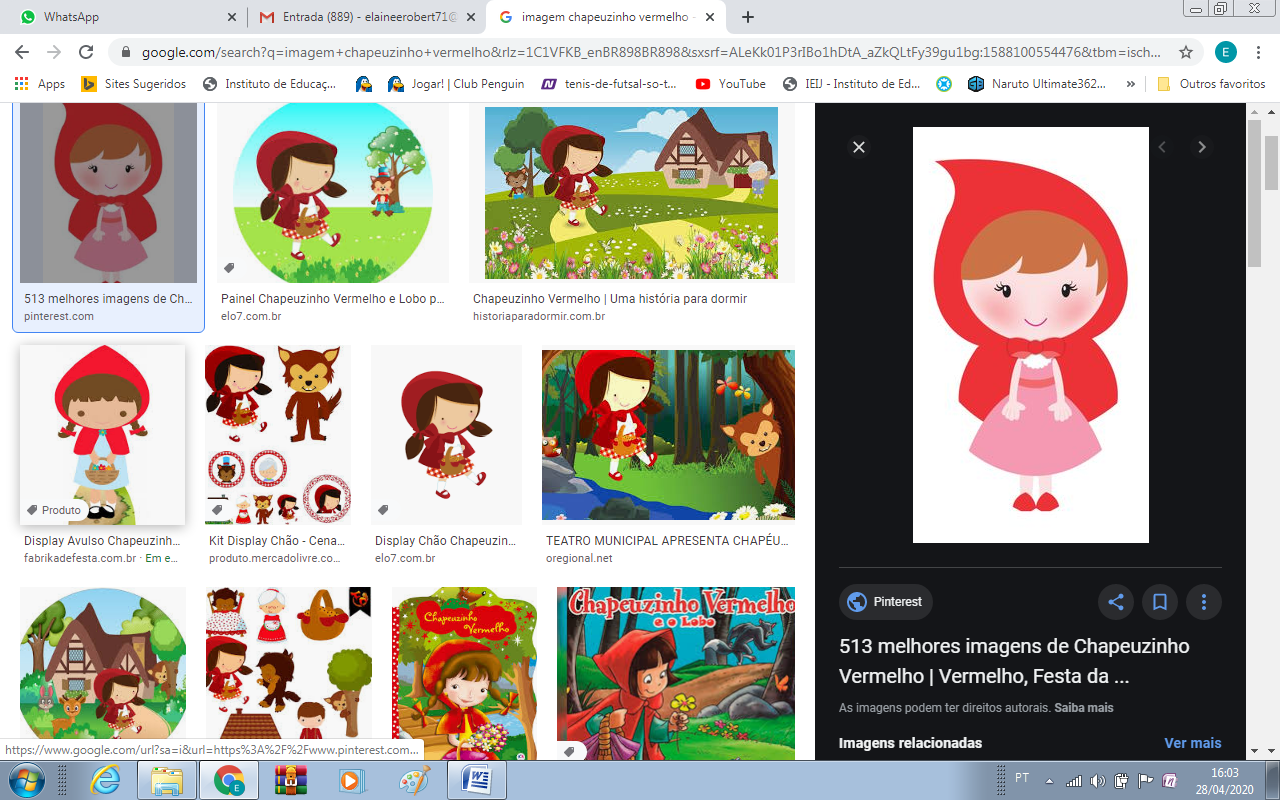 WhatsApp
Entrada (889) - elaineerobert71@
imagem chapeuzinho vermelho -
google.com/search?q=imagem+chapeuzinho+vermelho&rlz=1C1VFKB_enBR898BR898&sxsrf=ALeKk01P3rIBo1hDtA_aZkQLtFy39gu1bg:1588100554476&tbm=isch...
E
Apps
Sites Sugeridos
Instituto de Educaç...
Jogar! | Club Penguin
tenis-de-futsal-so-t...
YouTube
IEIJ - Instituto de Ed...
Naruto Ultimate362...
»
Outros favoritos
513 melhores imagens de Ch...
pinterest.com
Painel Chapeuzinho Vermelho e Lobo p...
elo7.com.br
Chapeuzinho Vermelho | Uma história para dormir
historiaparadormir.com.br
Produto
Display Avulso Chapeuzinh...
fabrikadefesta.com.br · Em e...
Kit Display Chão - Cena...
produto.mercadolivre.co...
Display Chão Chapeuzin...
elo7.com.br
TEATRO MUNICIPAL APRESENTA CHAPÉU...
oregional.net
Chapeuzinho
Vermelho
Chapeuzinho Vermelho
e o Lobo
Pinterest
513 melhores imagens de Chapeuzinho
Vermelho | Vermelho, Festa da ...
As imagens podem ter direitos autorais. Saiba mais
Imagens relacionadas
Ver mais
https://www.google.com/url?sa=i&url=https%3A%2F%2Fwww.pinterest.com...
PT
16:03
28/04/2020